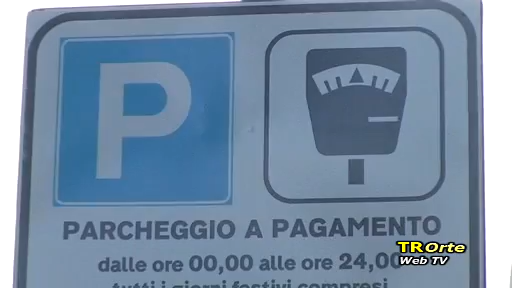 P
PARCHEGGIO A PAGAMENTO
dalle ore 00,00 alle ore 24,00
tutti i giorni festivi compresi
TROrte
Web TV